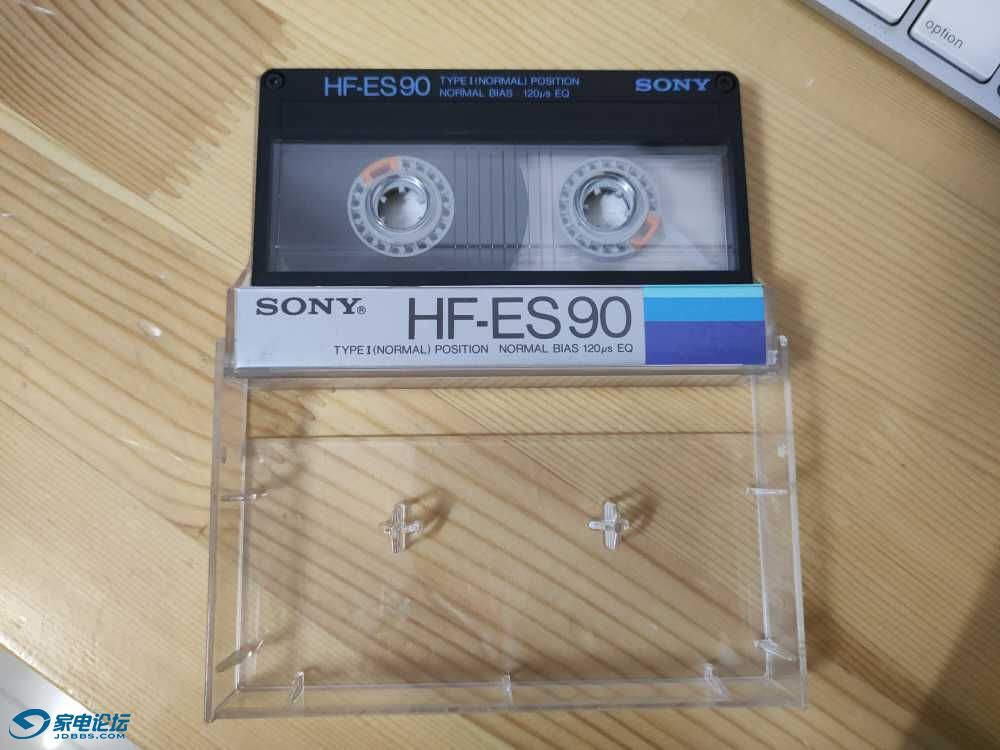 option
HF-ES90 TYPE I (NORMAL) POSITION
NORMAL BIAS 120μs EQ
SONY
SONY®
HF-ES90
TYPE I (NORMAL) POSITION NORMAL BIAS 120μs EQ
家电论坛
JDBBS.COM